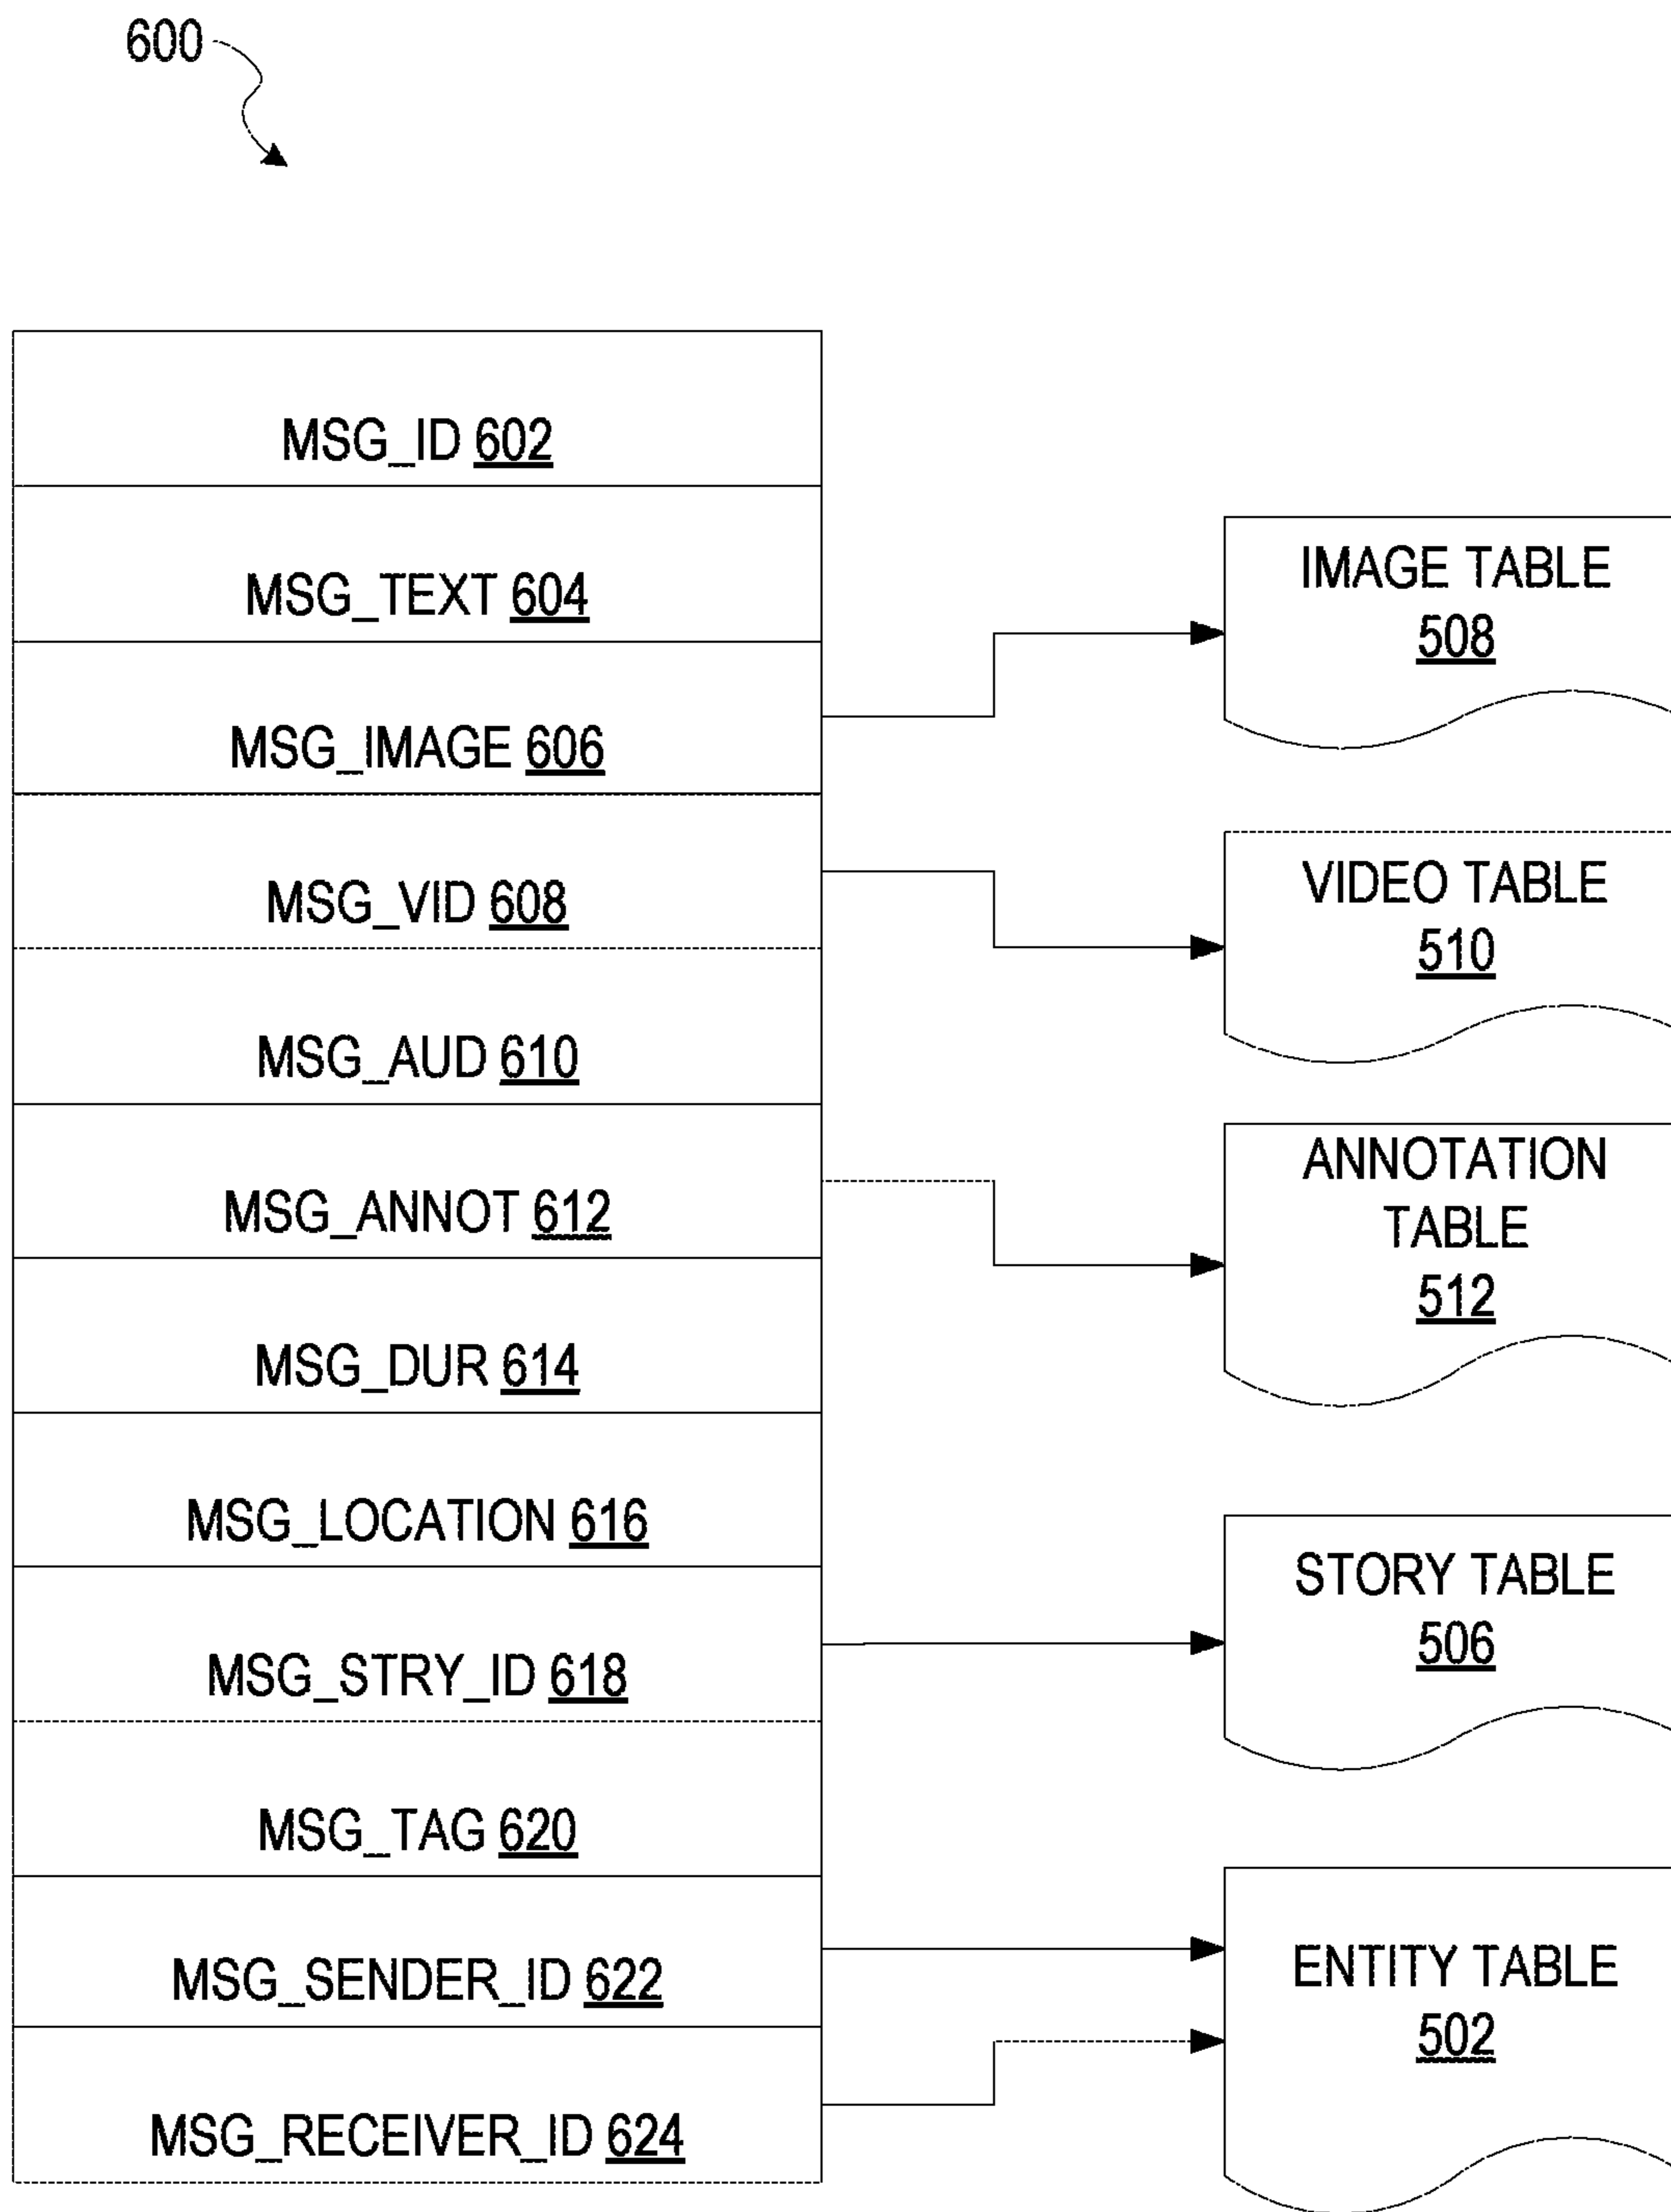 600
MSG_ID 602
MSG_TEXT 604
MSG_IMAGE 606
MSG_VID 608
MSG_AUD 610
MSG_ANNOT 612
MSG_DUR 614
MSG_LOCATION 616
MSG_STRY_ID 618
MSG_TAG 620
MSG_SENDER_ID 622
MSG_RECEIVER_ID 624
IMAGE TABLE
508
VIDEO TABLE
510
ANNOTATION
TABLE
512
STORY TABLE
506
ENTITY TABLE
502